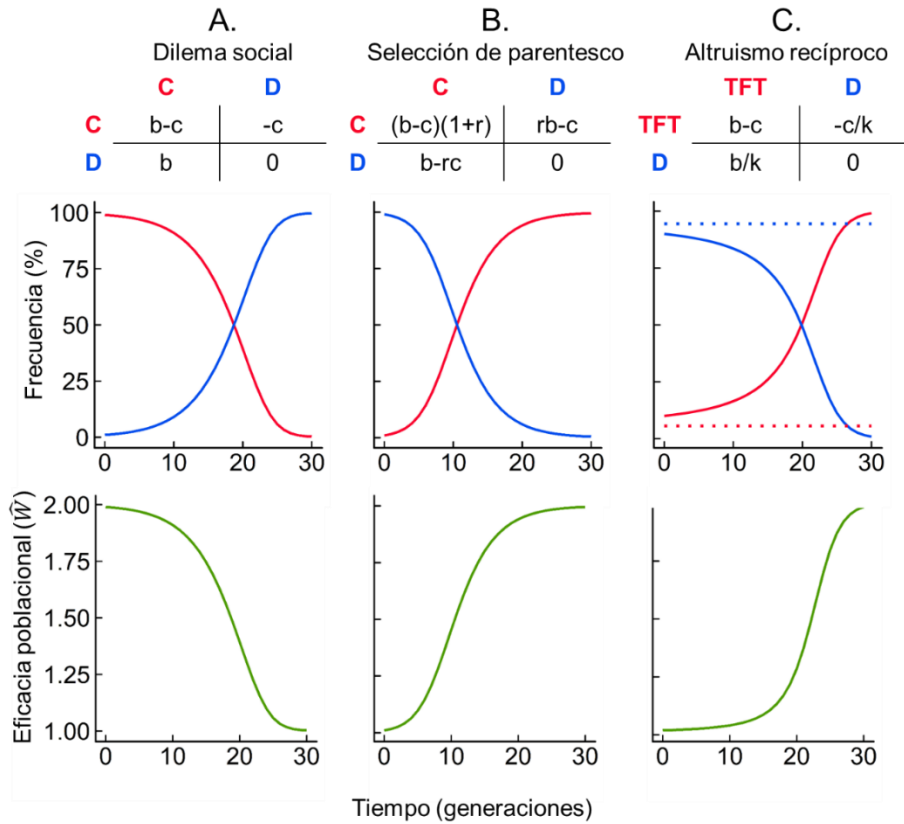 A.
Dilema social
C D
C b-c -c
D b 0
B.
Selección de parentesco
C D
C (b-c)(1+r) rb-c
D b-rc 0
C.
Altruismo recíproco
TFT D
TFT b-c -c/k
D b/k 0
Frecuencia (%)
100
75
50
25
0
0 10 20 30
0 10 20 30
0 10 20 30
Eficacia poblacional (Ŵ)
2.00
1.75
1.50
1.25
1.00
0 10 20 30
0 10 20 30
0 10 20 30
Tiempo (generaciones)